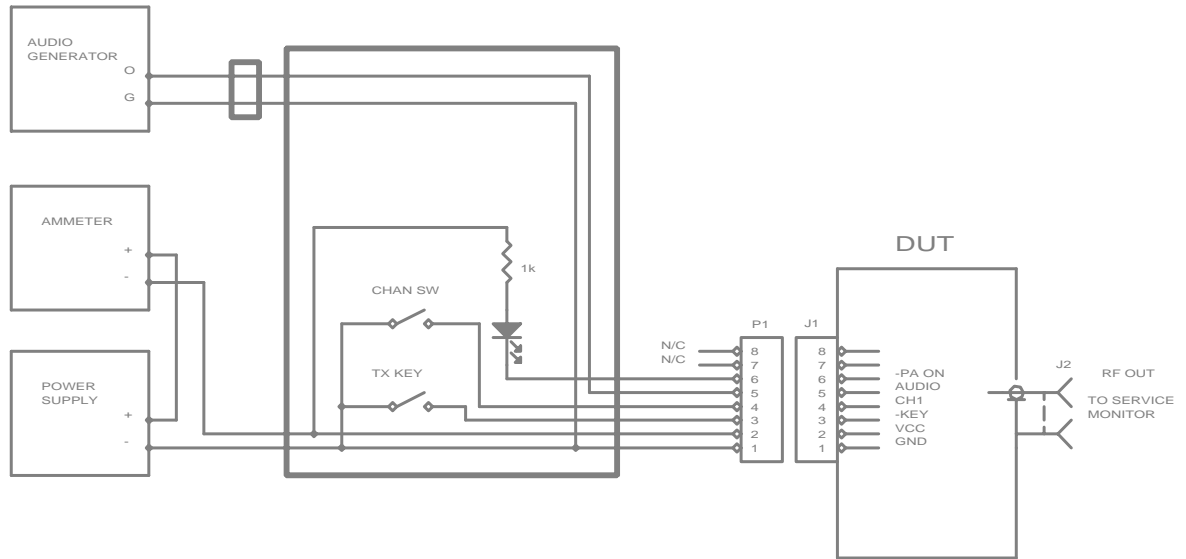 AUDIO
GENERATOR
O
G
AMMETER
+
-
POWER
SUPPLY
+
-
1k
CHAN SW
TX KEY
N/C
N/C
P1
8
7
6
5
4
3
2
1
J1
8
7
6
5
4
3
2
1
DUT
-PA ON
AUDIO
CH1
-KEY
VCC
GND
J2
RF OUT
TO SERVICE
MONITOR